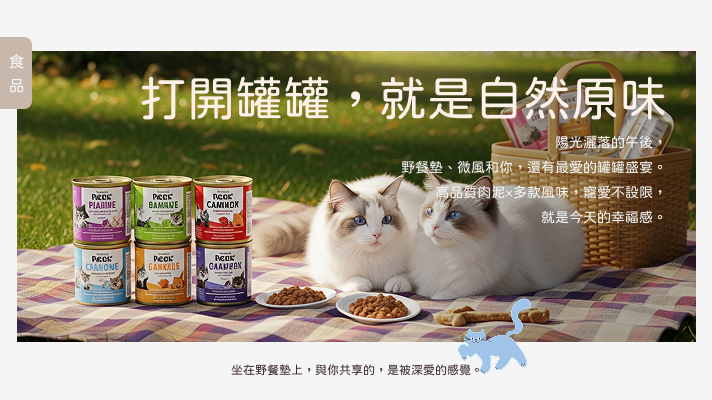 食品
打開罐罐，就是自然原味
陽光灑落的午後，
野餐墊、微風和你，還有最愛的罐罐盛宴。
高品質肉泥×多款風味，寵愛不設限，
就是今天的幸福感。
坐在野餐墊上，與你共享的，是被深愛的感覺。